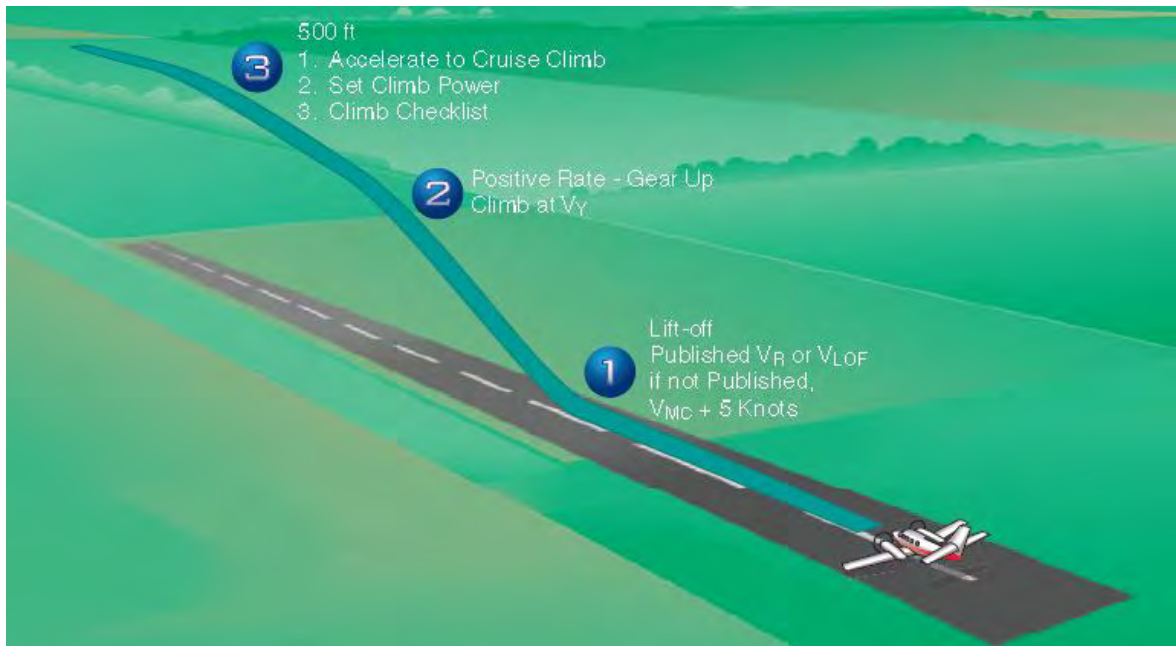 500 ft
1. Accelerate to Cruise Climb
2. Set Climb Power
3. Climb Checklist
3
2
Positive Rate - Gear Up
Climb at VY
1
Lift-off
Published VR or VLOF
if not Published,
VMC + 5 Knots